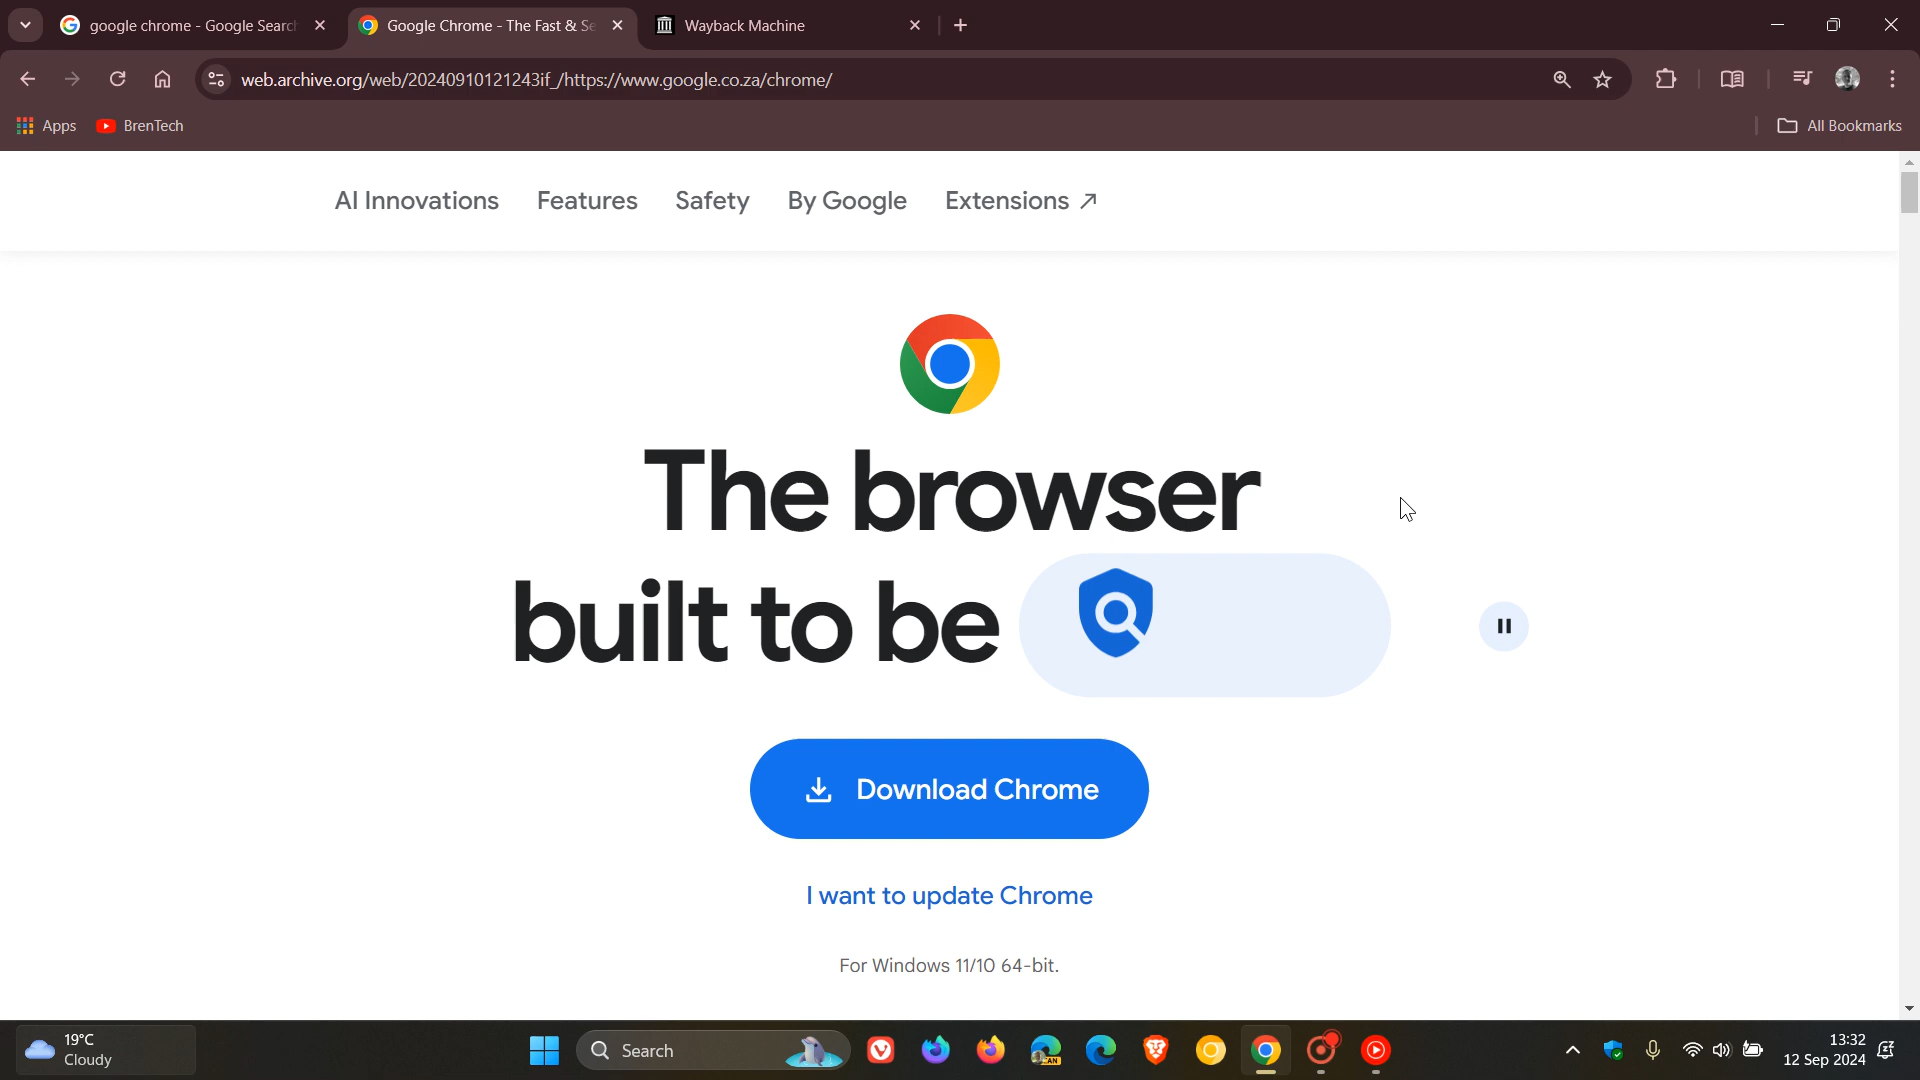 google chrome - Google Search
Google Chrome - The Fast & Se
Wayback Machine
web.archive.org/web/20240910121243if_/https://www.google.co.za/chrome/
Apps
BrenTech
All Bookmarks
AI Innovations
Features
Safety
By Google
Extensions
The browser
built to be
Download Chrome
I want to update Chrome
For Windows 11/10 64-bit.
19°C
Cloudy
Search
CAN
13:32
12 Sep 2024